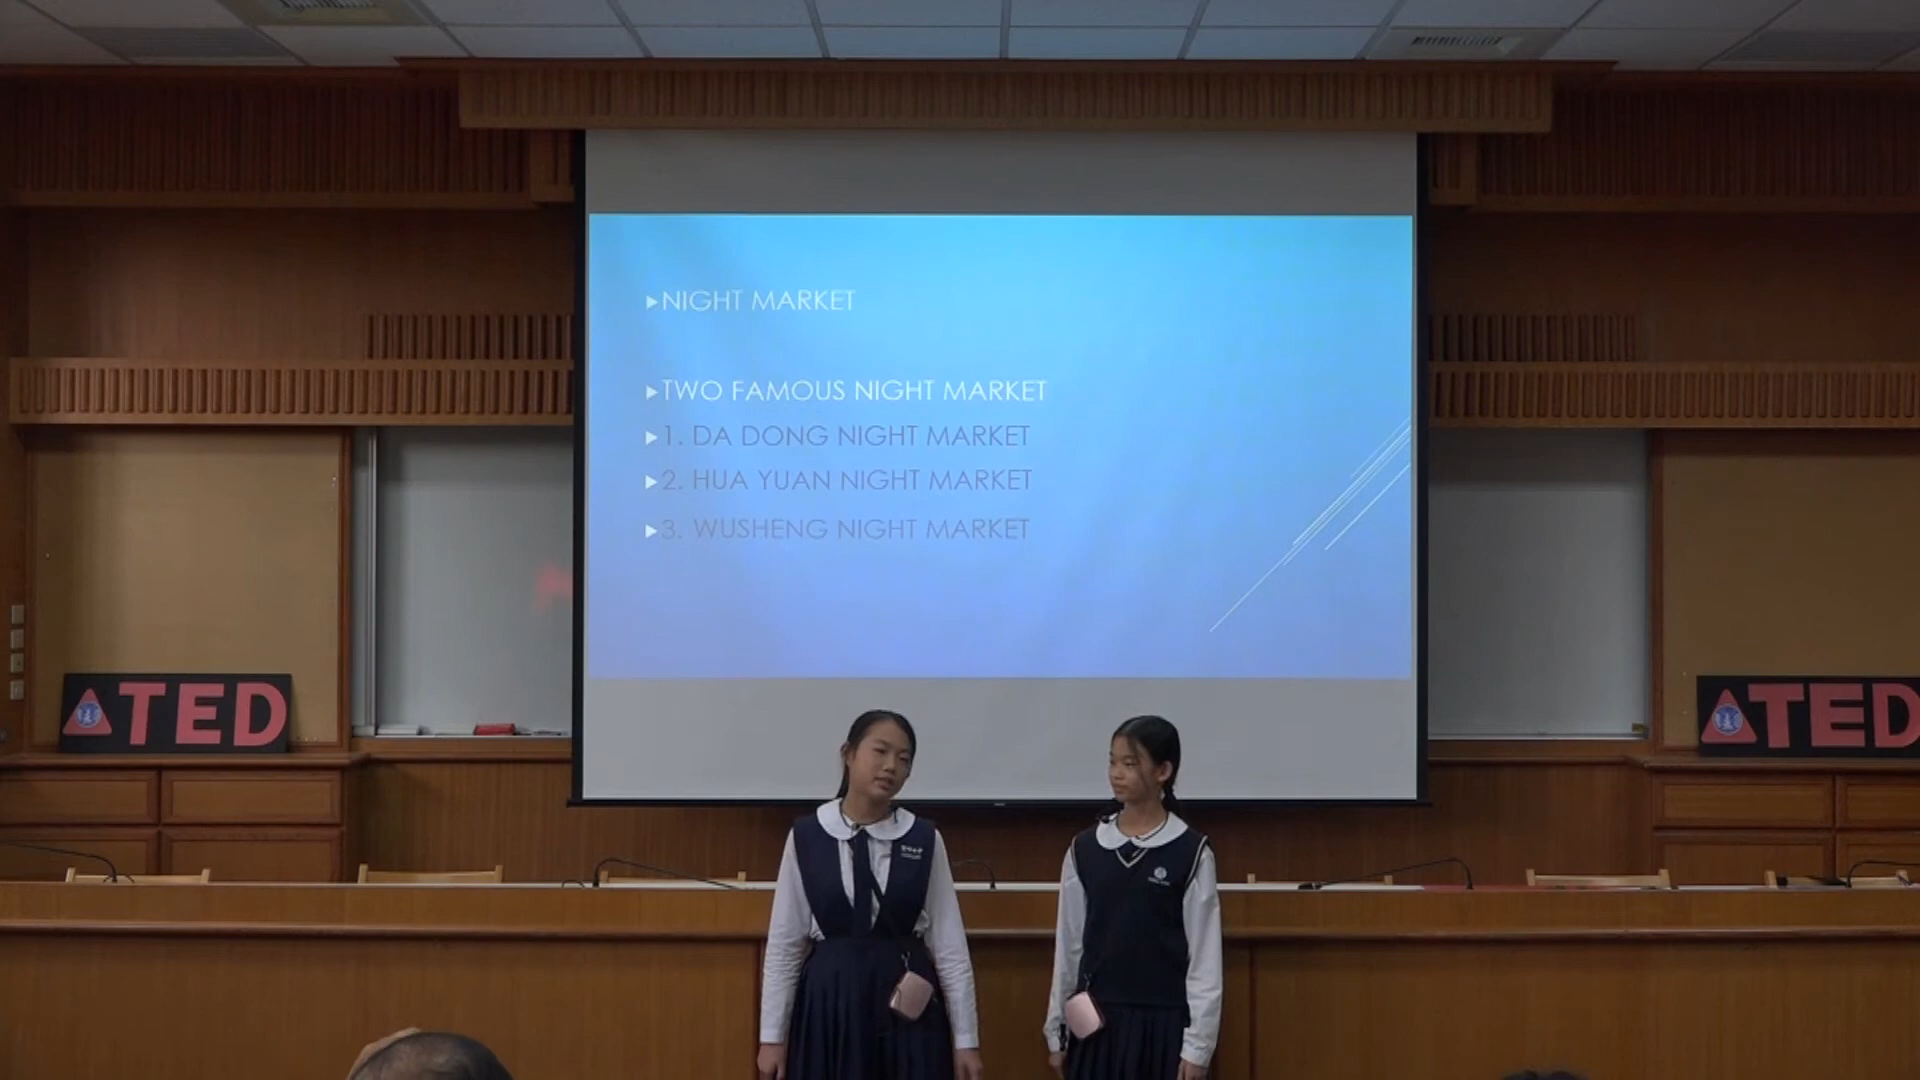 ▸NIGHT MARKET
▸TWO FAMOUS NIGHT MARKET
▸1. DA DONG NIGHT MARKET
▸2. HUA YUAN NIGHT MARKET
▸3. WUSHENG NIGHT MARKET
TED
TED